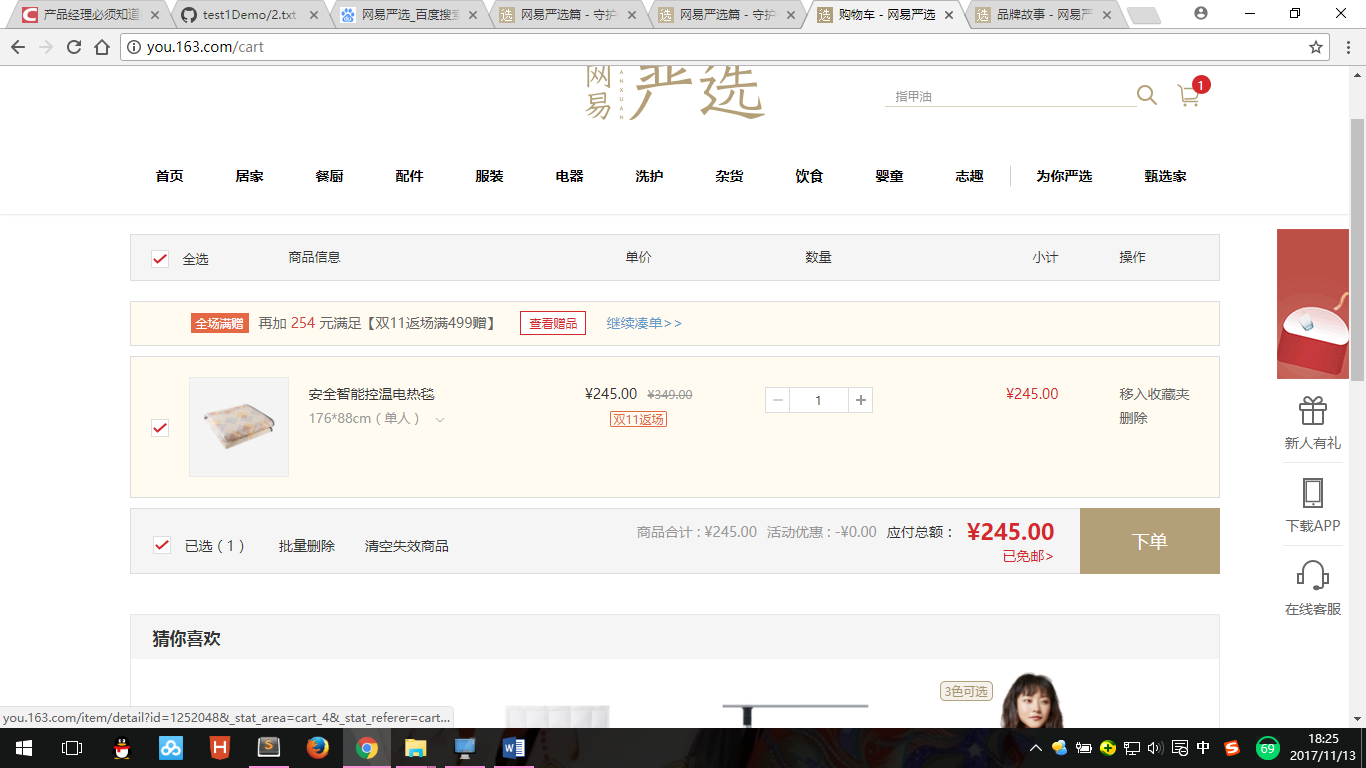 产品经理必须知道
test1Demo/2.txt
网易严选_百度搜索
网易严选篇 - 守护
网易严选篇 - 守护
购物车 - 网易严选
品牌故事 - 网易严
you.163.com/cart
网易 严选
指甲油
1
首页 居家 餐厨 配件 服装 电器 洗护 杂货 饮食 婴童 志趣 为你严选 甄选家
全选 商品信息 单价 数量 小计 操作
全场满赠 再加 254 元满足【双11返场满499赠】 查看赠品 继续凑单>>
安全智能控温电热毯 ¥245.00 ¥349.00 1 ¥245.00 移入收藏夹
176*88cm（单人） 双11返场 删除
已选（1） 批量删除 清空失效商品 商品合计 : ¥245.00 活动优惠 : -¥0.00 应付总额： ¥245.00 下单
已免邮>
新人有礼
下载APP
在线客服
猜你喜欢
3色可选
you.163.com/item/detail?id=1252048&_stat_area=cart_4&_stat_referer=cart...
中
69
18:25
2017/11/13